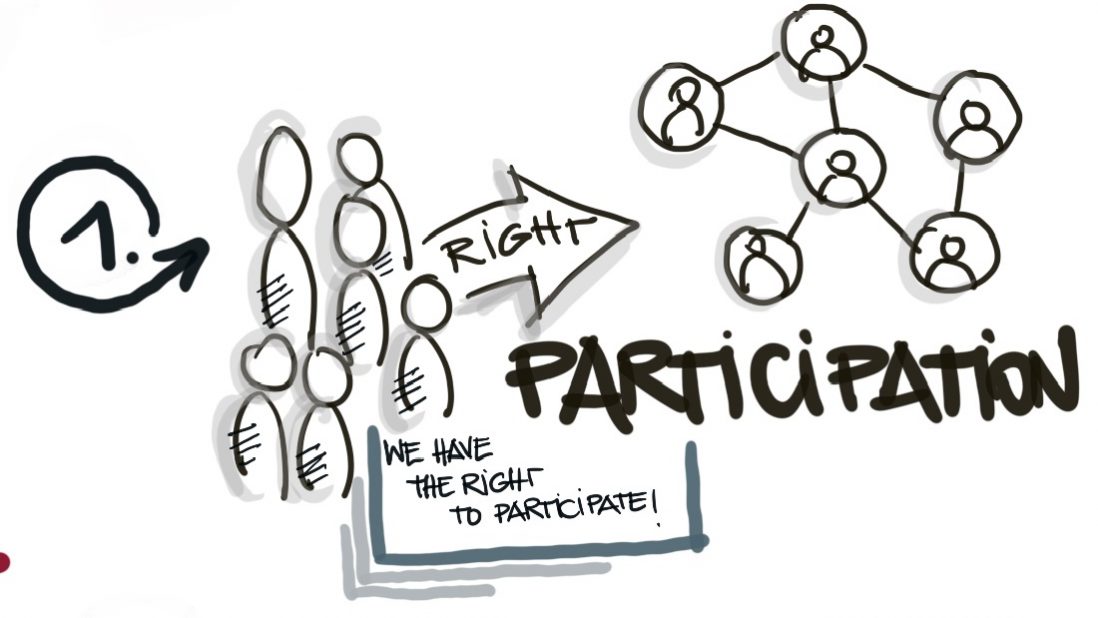 1.
RiGHT
PARTiCiPATiON
WE HAVE
THE RiGHT
TO PARTiCiPATE!